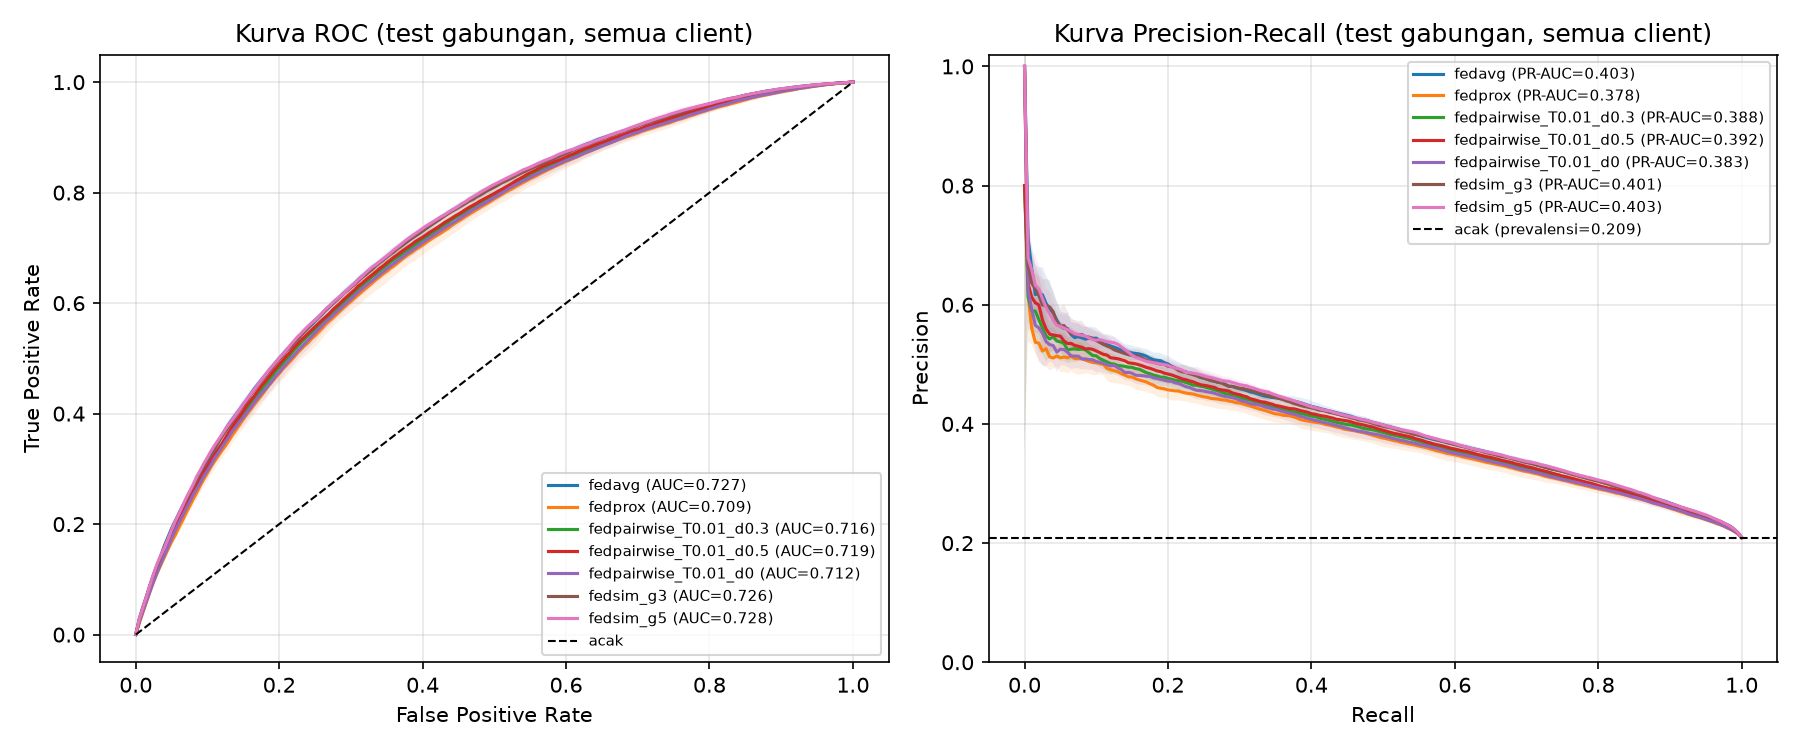 Kurva ROC (test gabungan, semua client)
True Positive Rate
1.0
0.8
0.6
0.4
0.2
0.0
fedavg (AUC=0.727)
fedprox (AUC=0.709)
fedpairwise_T0.01_d0.3 (AUC=0.716)
fedpairwise_T0.01_d0.5 (AUC=0.719)
fedpairwise_T0.01_d0 (AUC=0.712)
fedsim_g3 (AUC=0.726)
fedsim_g5 (AUC=0.728)
acak
0.0 0.2 0.4 0.6 0.8 1.0
False Positive Rate
Kurva Precision-Recall (test gabungan, semua client)
Precision
1.0
0.8
0.6
0.4
0.2
0.0
fedavg (PR-AUC=0.403)
fedprox (PR-AUC=0.378)
fedpairwise_T0.01_d0.3 (PR-AUC=0.388)
fedpairwise_T0.01_d0.5 (PR-AUC=0.392)
fedpairwise_T0.01_d0 (PR-AUC=0.383)
fedsim_g3 (PR-AUC=0.401)
fedsim_g5 (PR-AUC=0.403)
acak (prevalensi=0.209)
0.0 0.2 0.4 0.6 0.8 1.0
Recall